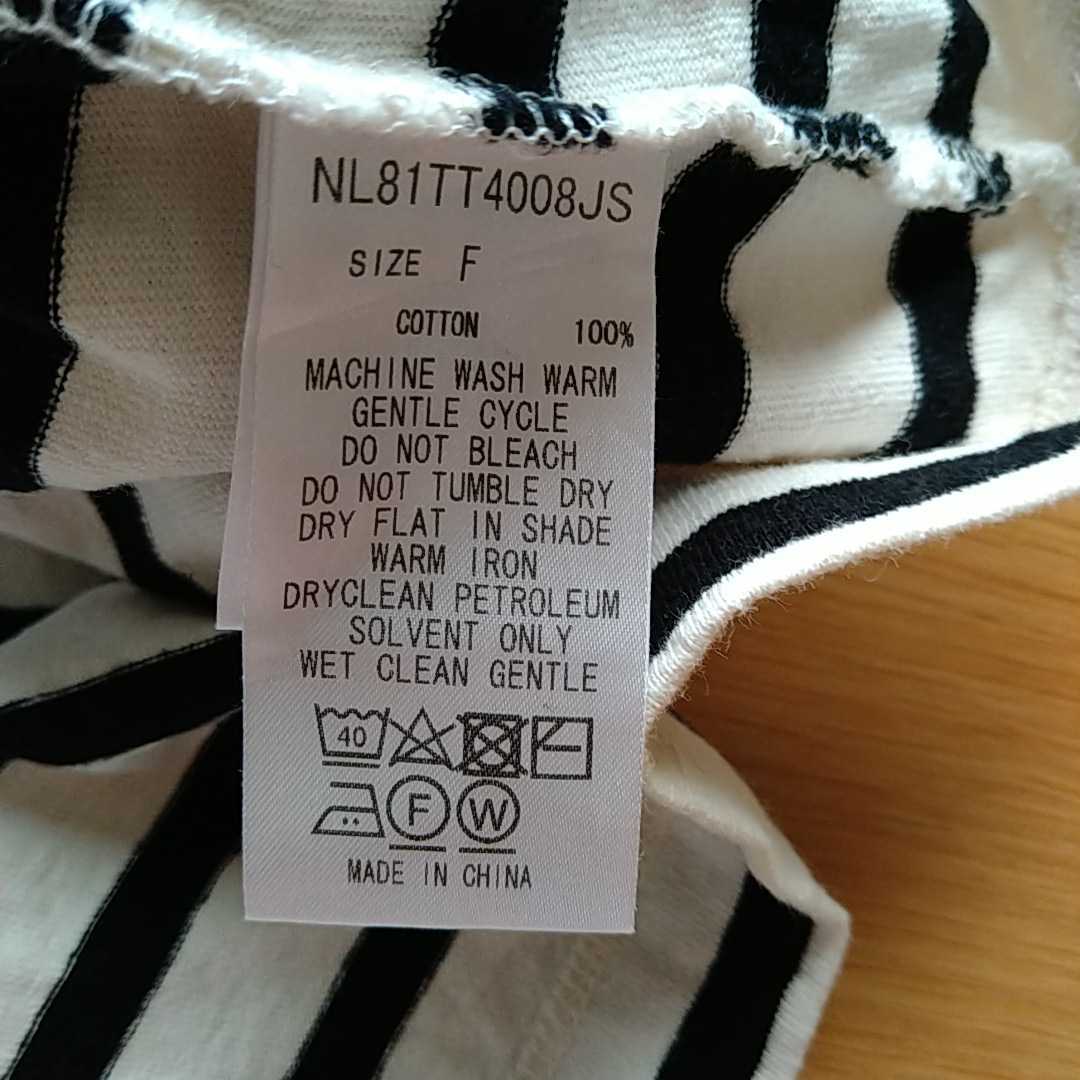 NL81TT4008JS
SIZE F
COTTON 100%
MACHINE WASH WARM
GENTLE CYCLE
DO NOT BLEACH
DO NOT TUMBLE DRY
DRY FLAT IN SHADE
WARM IRON
DRYCLEAN PETROLEUM
SOLVENT ONLY
WET CLEAN GENTLE
40
F W
MADE IN CHINA